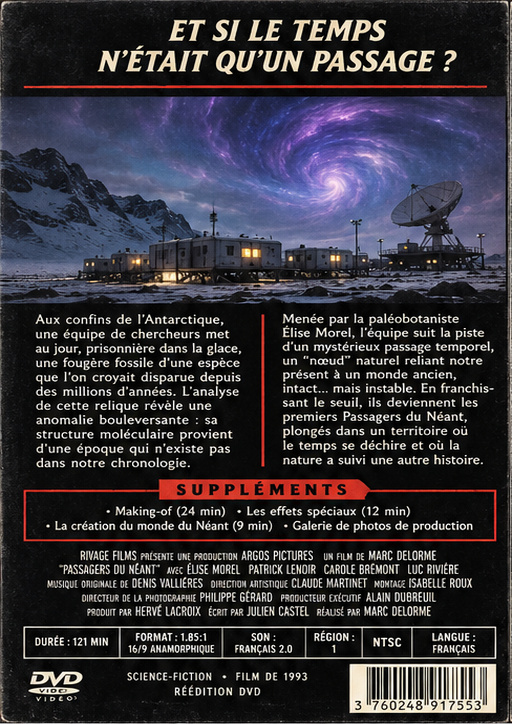 ET SI LE TEMPS
N'ÉTAIT QU'UN PASSAGE ?
Aux confins de l'Antarctique,
une équipe de chercheurs met
au jour, prisonnière dans la glace,
une fougère fossile d'une espèce
que l'on croyait disparue depuis
des millions d'années. L'analyse
de cette relique révèle une
anomalie bouleversante : sa
structure moléculaire provient
d'une époque qui n'existe pas
dans notre chronologie.
Menée par la paléobotaniste
Élise Morel, l'équipe suit la piste
d'un mystérieux passage temporel,
un “nœud” naturel reliant notre
présent à un monde ancien,
intact... mais instable. En franchis-
sant le seuil, ils deviennent les
premiers Passagers du Néant,
plongés dans un territoire où
le temps se déchire et où la
nature a suivi une autre histoire.
SUPPLÉMENTS
• Making-of (24 min) • Les effets spéciaux (12 min)
• La création du monde du Néant (9 min) • Galerie de photos de production
RIVAGE FILMS PRÉSENTE UNE PRODUCTION ARGOS PICTURES UN FILM DE MARC DELORME
"PASSAGERS DU NÉANT" AVEC ÉLISE MOREL PATRICK LENOIR CAROLE BRÉMONT LUC RIVIÈRE
MUSIQUE ORIGINALE DE DENIS VALLIÈRES DIRECTION ARTISTIQUE CLAUDE MARTINET MONTAGE ISABELLE ROUX
DIRECTEUR DE LA PHOTOGRAPHIE PHILIPPE GÉRARD PRODUCTEUR EXÉCUTIF ALAIN DUBREUIL
PRODUIT PAR HERVÉ LACROIX ÉCRIT PAR JULIEN CASTEL RÉALISÉ PAR MARC DELORME
DURÉE : 121 MIN
FORMAT : 1.85:1
16/9 ANAMORPHIQUE
SON :
FRANÇAIS 2.0
RÉGION :
1
NTSC
LANGUE :
FRANÇAIS
DVD
VIDEO
VIDÉO
SCIENCE-FICTION • FILM DE 1993
RÉÉDITION DVD
3 760248 917553